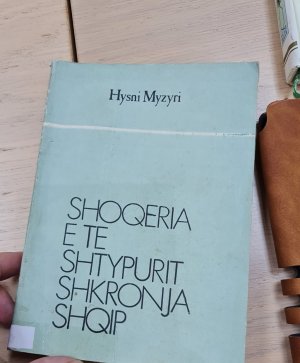 Hysni Myzyri
SHOQERIA
E TE
SHTYPURIT
SHKRONJA
SHQIP